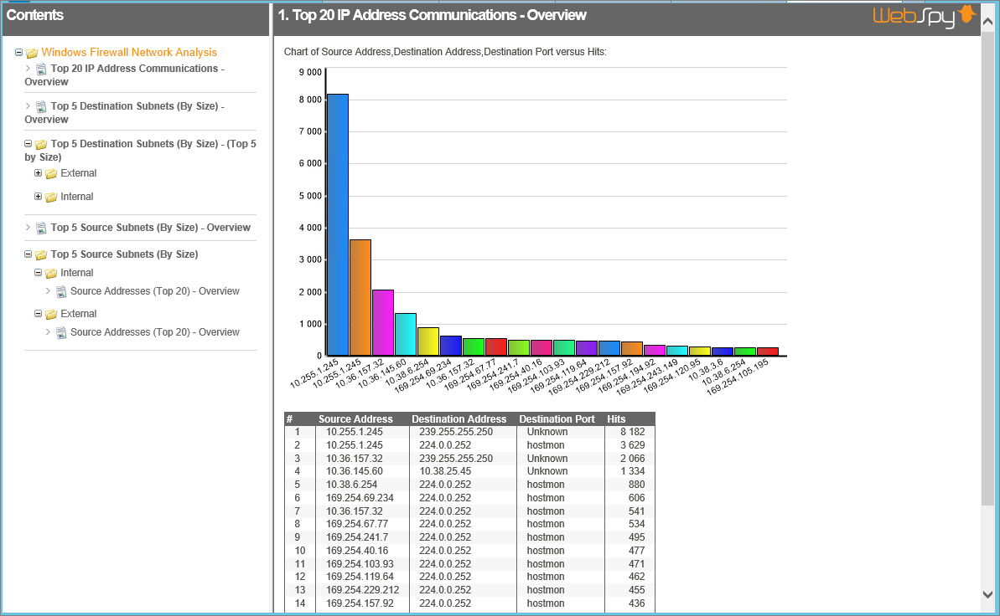 Contents
Windows Firewall Network Analysis
Top 20 IP Address Communications -
Overview
Top 5 Destination Subnets (By Size) -
Overview
Top 5 Destination Subnets (By Size) - (Top 5
by Size)
External
Internal
Top 5 Source Subnets (By Size) - Overview
Top 5 Source Subnets (By Size)
Internal
Source Addresses (Top 20) - Overview
External
Source Addresses (Top 20) - Overview
1. Top 20 IP Address Communications - Overview
WebSpy
Chart of Source Address,Destination Address,Destination Port versus Hits:
9 000
8 000
7 000
6 000
5 000
4 000
3 000
2 000
1 000
0
10.255.1.245
10.255.1.245
10.36.157.32
10.36.145.60
10.38.6.254
169.254.69.234
10.36.157.32
169.254.67.77
169.254.241.7
169.254.40.16
169.254.103.93
169.254.119.64
169.254.229.212
169.254.157.92
169.254.194.92
169.254.243.149
169.254.120.95
10.38.3.6
10.38.6.254
169.254.105.195
# Source Address Destination Address Destination Port Hits
1 10.255.1.245 239.255.255.250 Unknown 8 182
2 10.255.1.245 224.0.0.252 hostmon 3 629
3 10.36.157.32 239.255.255.250 Unknown 2 066
4 10.36.145.60 10.38.25.45 Unknown 1 334
5 10.38.6.254 224.0.0.252 hostmon 880
6 169.254.69.234 224.0.0.252 hostmon 606
7 10.36.157.32 224.0.0.252 hostmon 541
8 169.254.67.77 224.0.0.252 hostmon 534
9 169.254.241.7 224.0.0.252 hostmon 495
10 169.254.40.16 224.0.0.252 hostmon 477
11 169.254.103.93 224.0.0.252 hostmon 471
12 169.254.119.64 224.0.0.252 hostmon 462
13 169.254.229.212 224.0.0.252 hostmon 455
14 169.254.157.92 224.0.0.252 hostmon 436